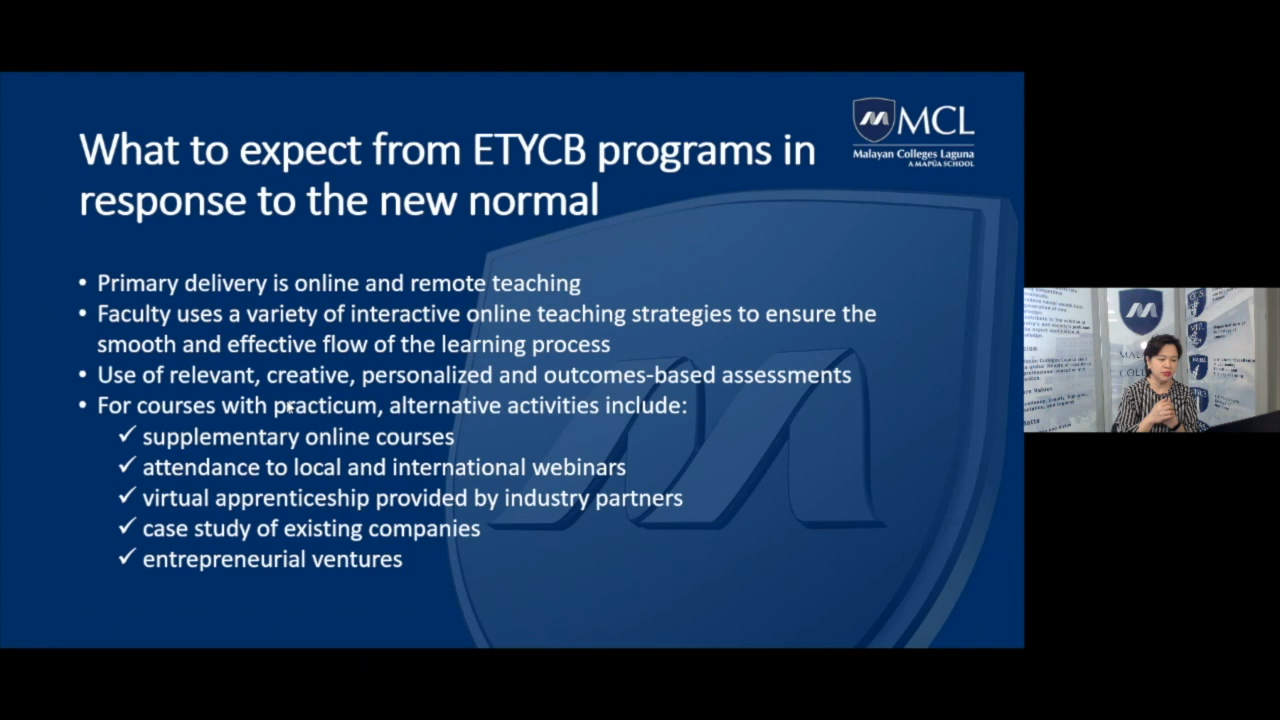 What to expect from ETYCB programs in
response to the new normal
MCL
Malayan Colleges Laguna
A MAPÚA SCHOOL
• Primary delivery is online and remote teaching
• Faculty uses a variety of interactive online teaching strategies to ensure the
smooth and effective flow of the learning process
• Use of relevant, creative, personalized and outcomes-based assessments
• For courses with practicum, alternative activities include:
✓ supplementary online courses
✓ attendance to local and international webinars
✓ virtual apprenticeship provided by industry partners
✓ case study of existing companies
✓ entrepreneurial ventures